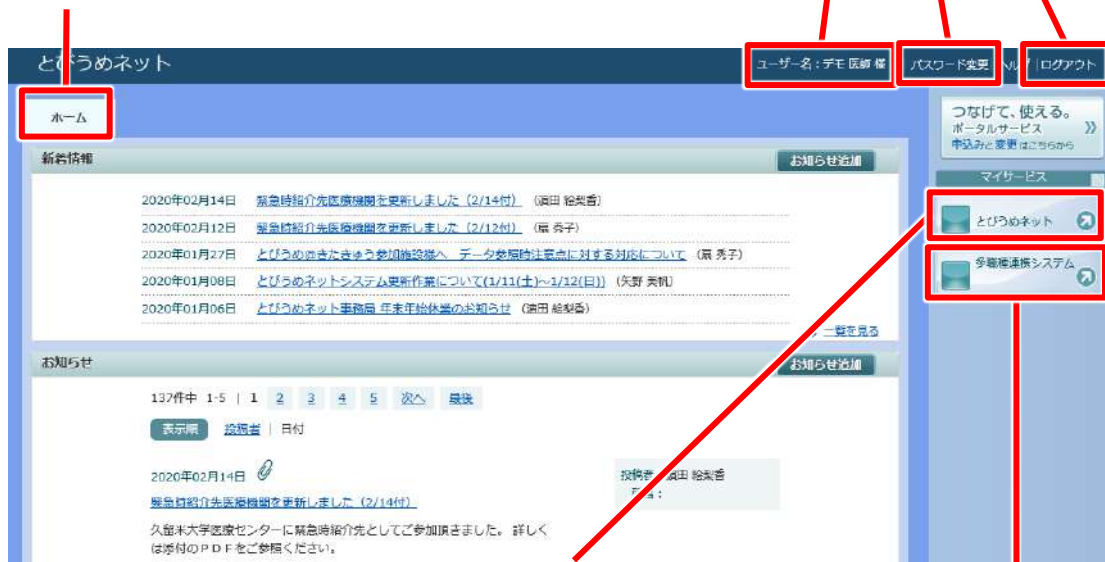 とびうめネット
ユーザー名：デモ 医師 様
パスワード変更
ヘルプ | ログアウト
ホーム
つなげて、使える。
ポータルサービス
申込みと変更はこちらから
新着情報
お知らせ追加
マイサービス
2020年02月14日 緊急時紹介先医療機関を更新しました（2/14付） （濵田 絵梨香）
とびうめネット
2020年02月12日 緊急時紹介先医療機関を更新しました（2/12付） （扇 秀子）
2020年01月27日 とびうめ@きたきゅう参加施設様へ データ参照時注意点に対する対応について （扇 秀子）
多職種連携システム
2020年01月08日 とびうめネットシステム更新作業について(1/11(土)～1/12(日)) （矢野 美帆）
2020年01月06日 とびうめネット事務局 年末年始休業のお知らせ （濵田 絵梨香）
一覧を見る
お知らせ
お知らせ追加
137件中 1-5 | 1 2 3 4 5 次へ 最後
表示順 投稿者 | 日付
2020年02月14日
投稿者 濵田 絵梨香
緊急時紹介先医療機関を更新しました（2/14付）
久留米大学医療センターに緊急時紹介先としてご参加頂きました。 詳しく
は添付のＰＤＦをご参照ください。